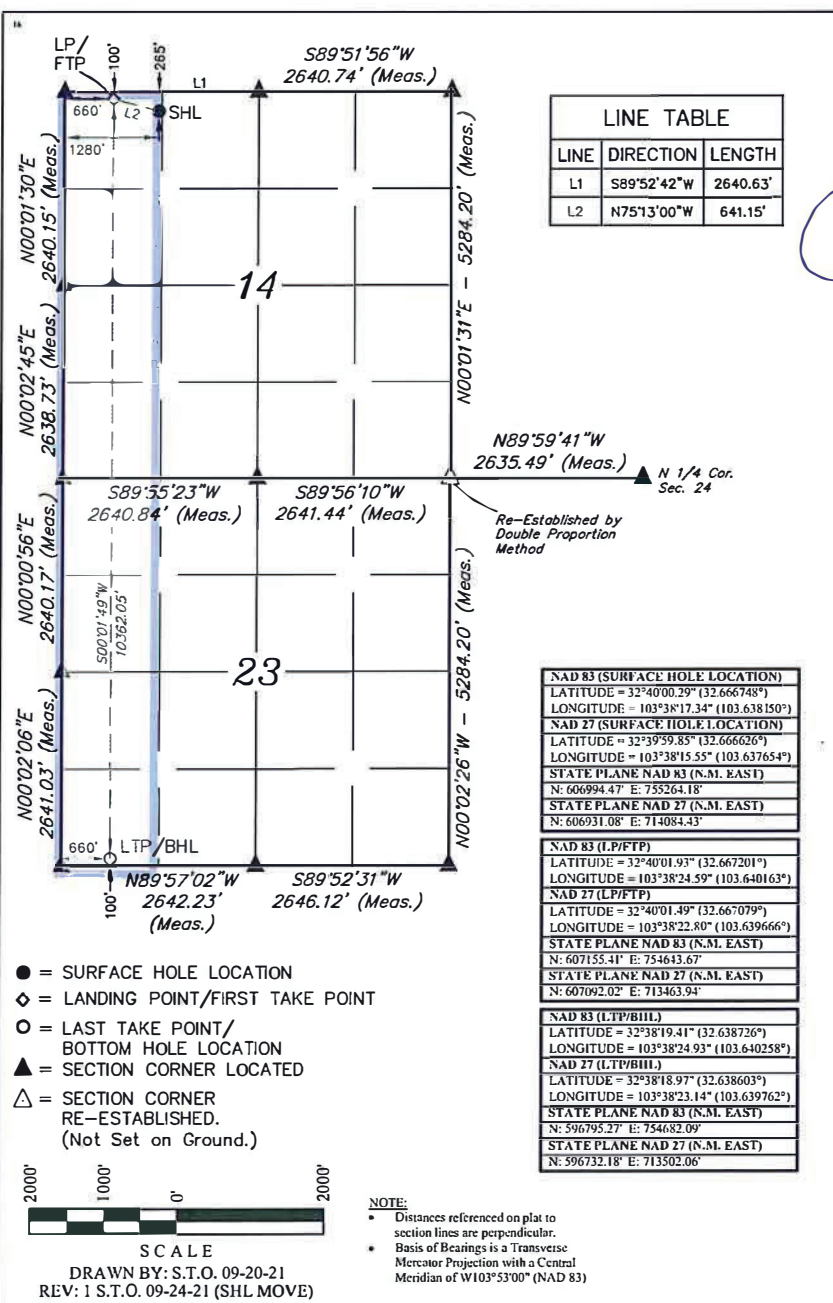 LP/
FTP
100'
265'
L1
S89°51'56"W
2640.74' (Meas.)
660'
L2
SHL
1280'
LINE TABLE
LINE DIRECTION LENGTH
L1 S89°52'42"W 2640.63'
L2 N75°13'00"W 641.15'
N00°01'30"E
2640.15' (Meas.)
14
N00°01'31"E - 5284.20' (Meas.)
N00°02'45"E
2638.73' (Meas.)
N89°59'41"W
2635.49' (Meas.)
N 1/4 Cor.
Sec. 24
S89°55'23"W
2640.84' (Meas.)
S89°56'10"W
2641.44' (Meas.)
Re-Established by
Double Proportion
Method
N00°00'56"E
2640.17' (Meas.)
S00°01'49"W
10362.05'
23
N00°02'26"W - 5284.20' (Meas.)
N00°02'06"E
2641.03' (Meas.)
660'
LTP/BHL
100'
N89°57'02"W
2642.23'
(Meas.)
S89°52'31"W
2646.12' (Meas.)
NAD 83 (SURFACE HOLE LOCATION)
LATITUDE = 32°40'00.29" (32.666748°)
LONGITUDE = 103°38'17.34" (103.638150°)
NAD 27 (SURFACE HOLE LOCATION)
LATITUDE = 32°39'59.85" (32.666626°)
LONGITUDE = 103°38'15.55" (103.637654°)
STATE PLANE NAD 83 (N.M. EAST)
N: 606994.47' E: 755264.18'
STATE PLANE NAD 27 (N.M. EAST)
N: 606931.08' E: 714084.43'
NAD 83 (LP/FTP)
LATITUDE = 32°40'01.93" (32.667201°)
LONGITUDE = 103°38'24.59" (103.640163°)
NAD 27 (LP/FTP)
LATITUDE = 32°40'01.49" (32.667079°)
LONGITUDE = 103°38'22.80" (103.639666°)
STATE PLANE NAD 83 (N.M. EAST)
N: 607155.41' E: 754643.67'
STATE PLANE NAD 27 (N.M. EAST)
N: 607092.02' E: 713463.94'
NAD 83 (LTP/BHL)
LATITUDE = 32°38'19.41" (32.638726°)
LONGITUDE = 103°38'24.93" (103.640258°)
NAD 27 (LTP/BHL)
LATITUDE = 32°38'18.97" (32.638603°)
LONGITUDE = 103°38'23.14" (103.639762°)
STATE PLANE NAD 83 (N.M. EAST)
N: 596795.27' E: 754682.09'
STATE PLANE NAD 27 (N.M. EAST)
N: 596732.18' E: 713502.06'
= SURFACE HOLE LOCATION
= LANDING POINT/FIRST TAKE POINT
= LAST TAKE POINT/
BOTTOM HOLE LOCATION
= SECTION CORNER LOCATED
= SECTION CORNER
RE-ESTABLISHED.
(Not Set on Ground.)
2000' 1000' 0' 2000'
SCALE
DRAWN BY: S.T.O. 09-20-21
REV: 1 S.T.O. 09-24-21 (SHL MOVE)
NOTE:
• Distances referenced on plat to
section lines are perpendicular.
• Basis of Bearings is a Transverse
Mercator Projection with a Central
Meridian of W103°53'00" (NAD 83)